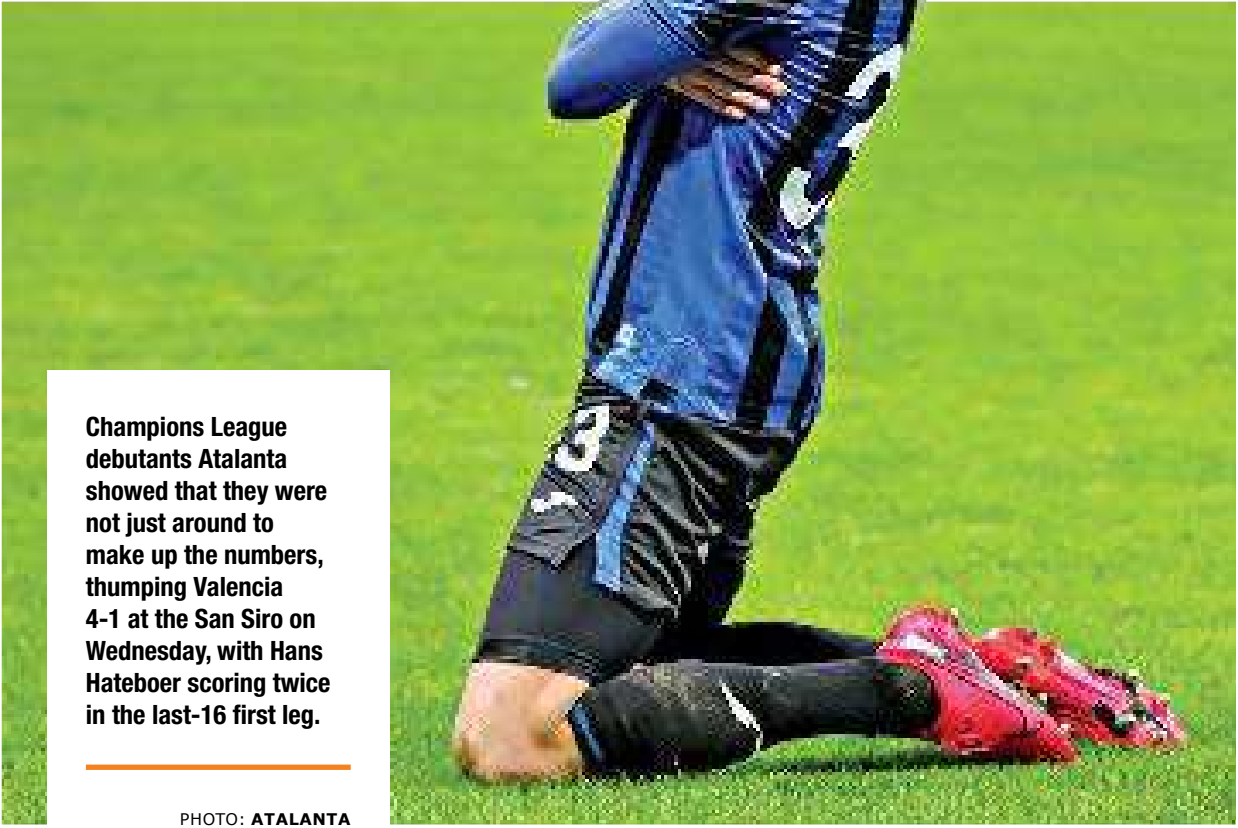 3
3
Champions League
debutants Atalanta
showed that they were
not just around to
make up the numbers,
thumping Valencia
4-1 at the San Siro on
Wednesday, with Hans
Hateboer scoring twice
in the last-16 first leg.
PHOTO: ATALANTA